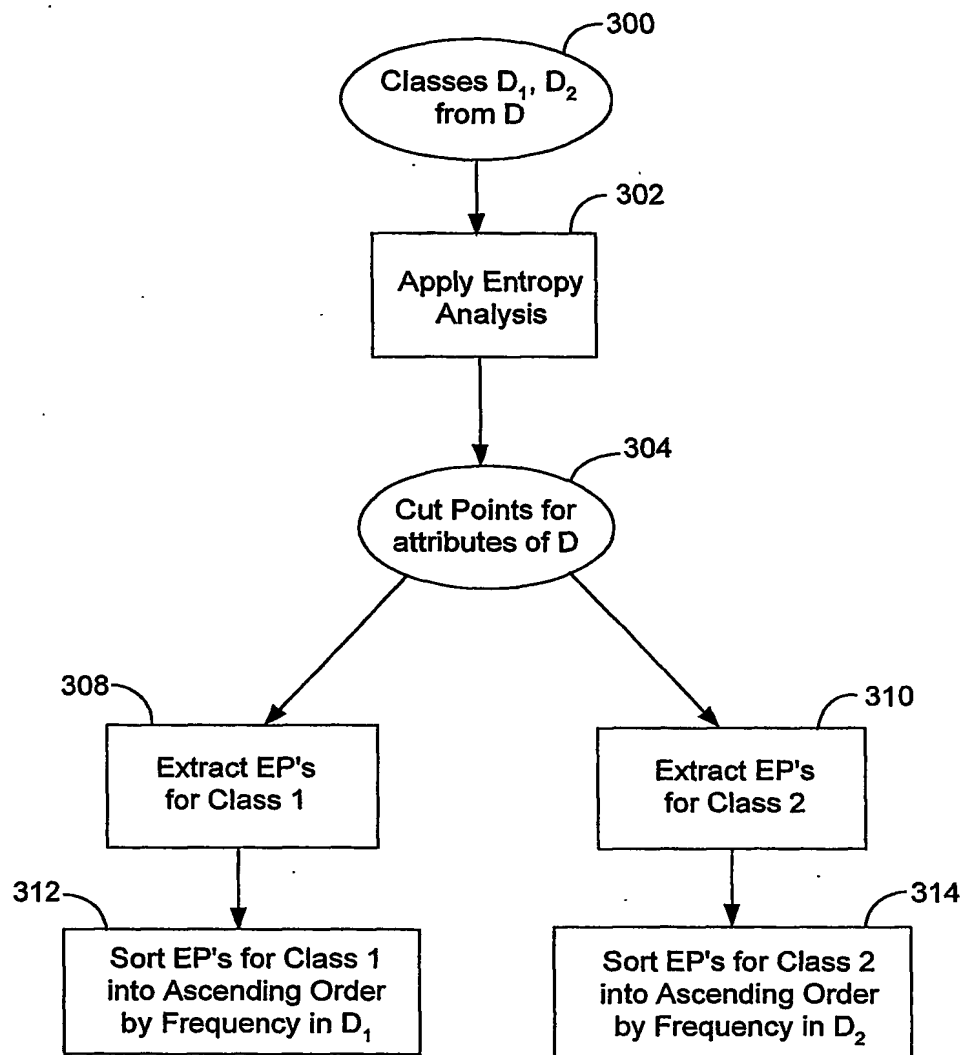 300
Classes D₁, D₂
from D
302
Apply Entropy
Analysis
304
Cut Points for
attributes of D
308
310
Extract EP's
for Class 1
Extract EP's
for Class 2
312
314
Sort EP's for Class 1
into Ascending Order
by Frequency in D₁
Sort EP's for Class 2
into Ascending Order
by Frequency in D₂